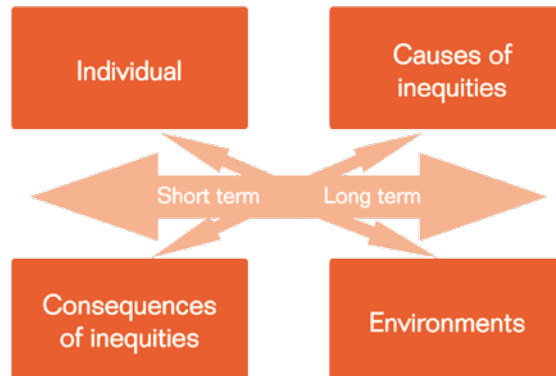 Individual
Causes of
inequities
Short term
Long term
Consequences
of inequities
Environments